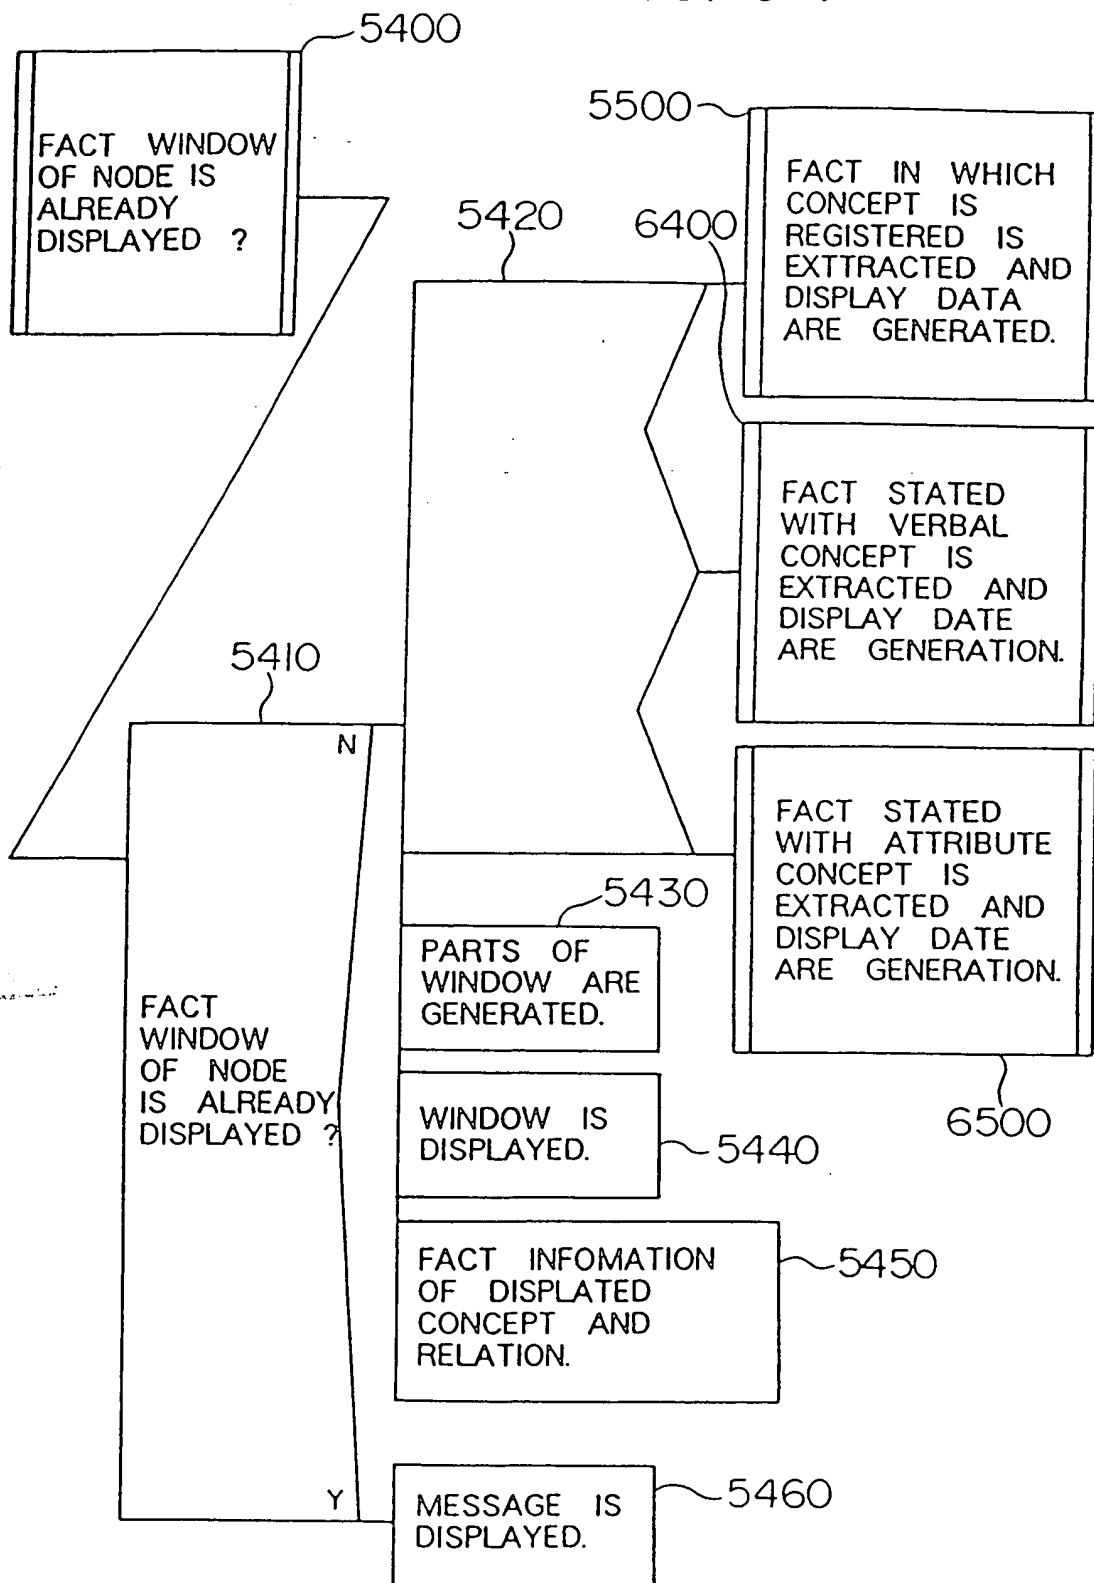 5400
FACT WINDOW
OF NODE IS
ALREADY
DISPLAYED ?
5500
FACT IN WHICH
CONCEPT IS
REGISTERED IS
EXTTRACTED AND
DISPLAY DATA
ARE GENERATED.
5420
6400
FACT STATED
WITH VERBAL
CONCEPT IS
EXTRACTED AND
DISPLAY DATE
ARE GENERATION.
5410
N
FACT
WINDOW
OF NODE
IS ALREADY
DISPLAYED ?
Y
FACT STATED
WITH ATTRIBUTE
CONCEPT IS
EXTRACTED AND
DISPLAY DATE
ARE GENERATION.
6500
5430
PARTS OF
WINDOW ARE
GENERATED.
WINDOW IS
DISPLAYED.
5440
FACT INFOMATION
OF DISPLATED
CONCEPT AND
RELATION.
5450
MESSAGE IS
DISPLAYED.
5460